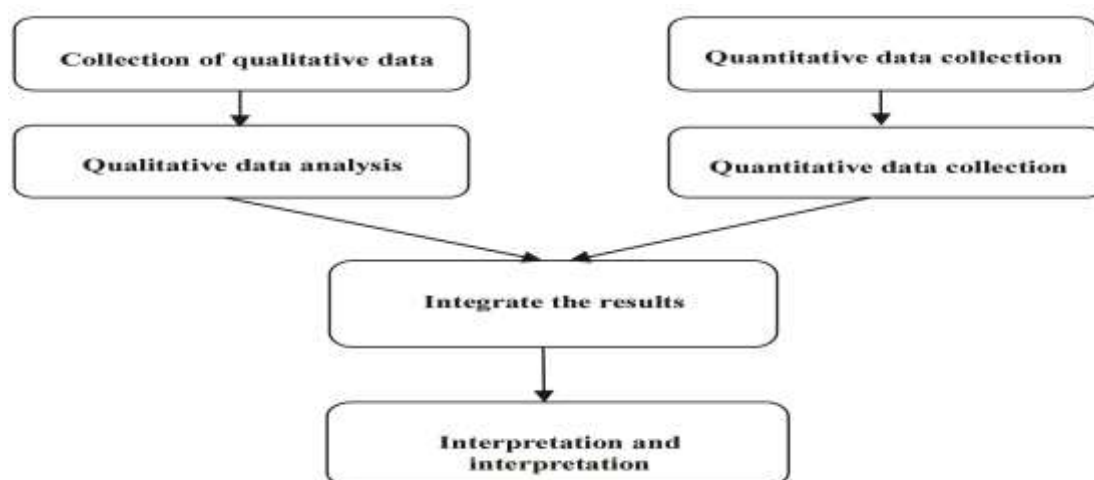 Collection of qualitative data
Quantitative data collection
Qualitative data analysis
Quantitative data collection
Integrate the results
Interpretation and
interpretation